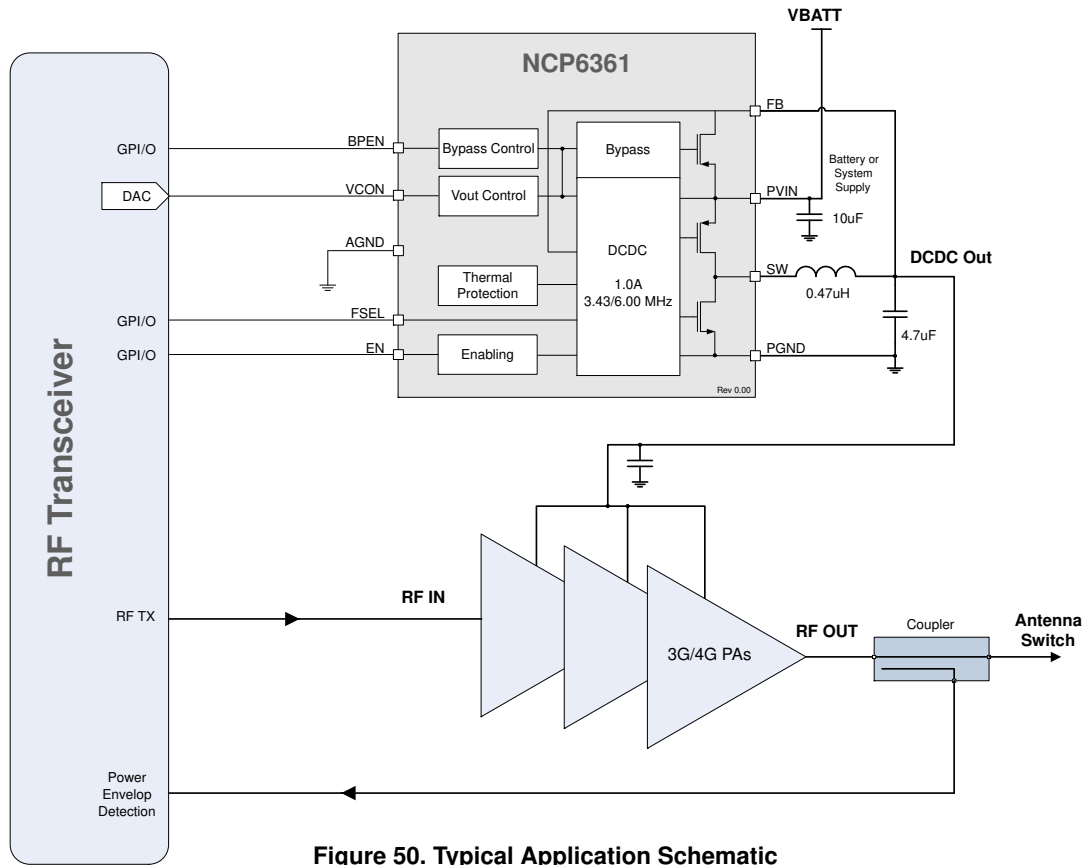 VBATT
NCP6361
FB
BPEN
GPI/O
Bypass Control
Bypass
Battery or
System
Supply
DAC
VCON
Vout Control
PVIN
10uF
AGND
DCDC
1.0A
3.43/6.00 MHz
SW
0.47uH
DCDC Out
Thermal
Protection
GPI/O
FSEL
4.7uF
GPI/O
EN
Enabling
PGND
Rev 0.00
RF Transceiver
RF TX
RF IN
3G/4G PAs
RF OUT
Coupler
Antenna
Switch
Power
Envelop
Detection
Figure 50. Typical Application Schematic